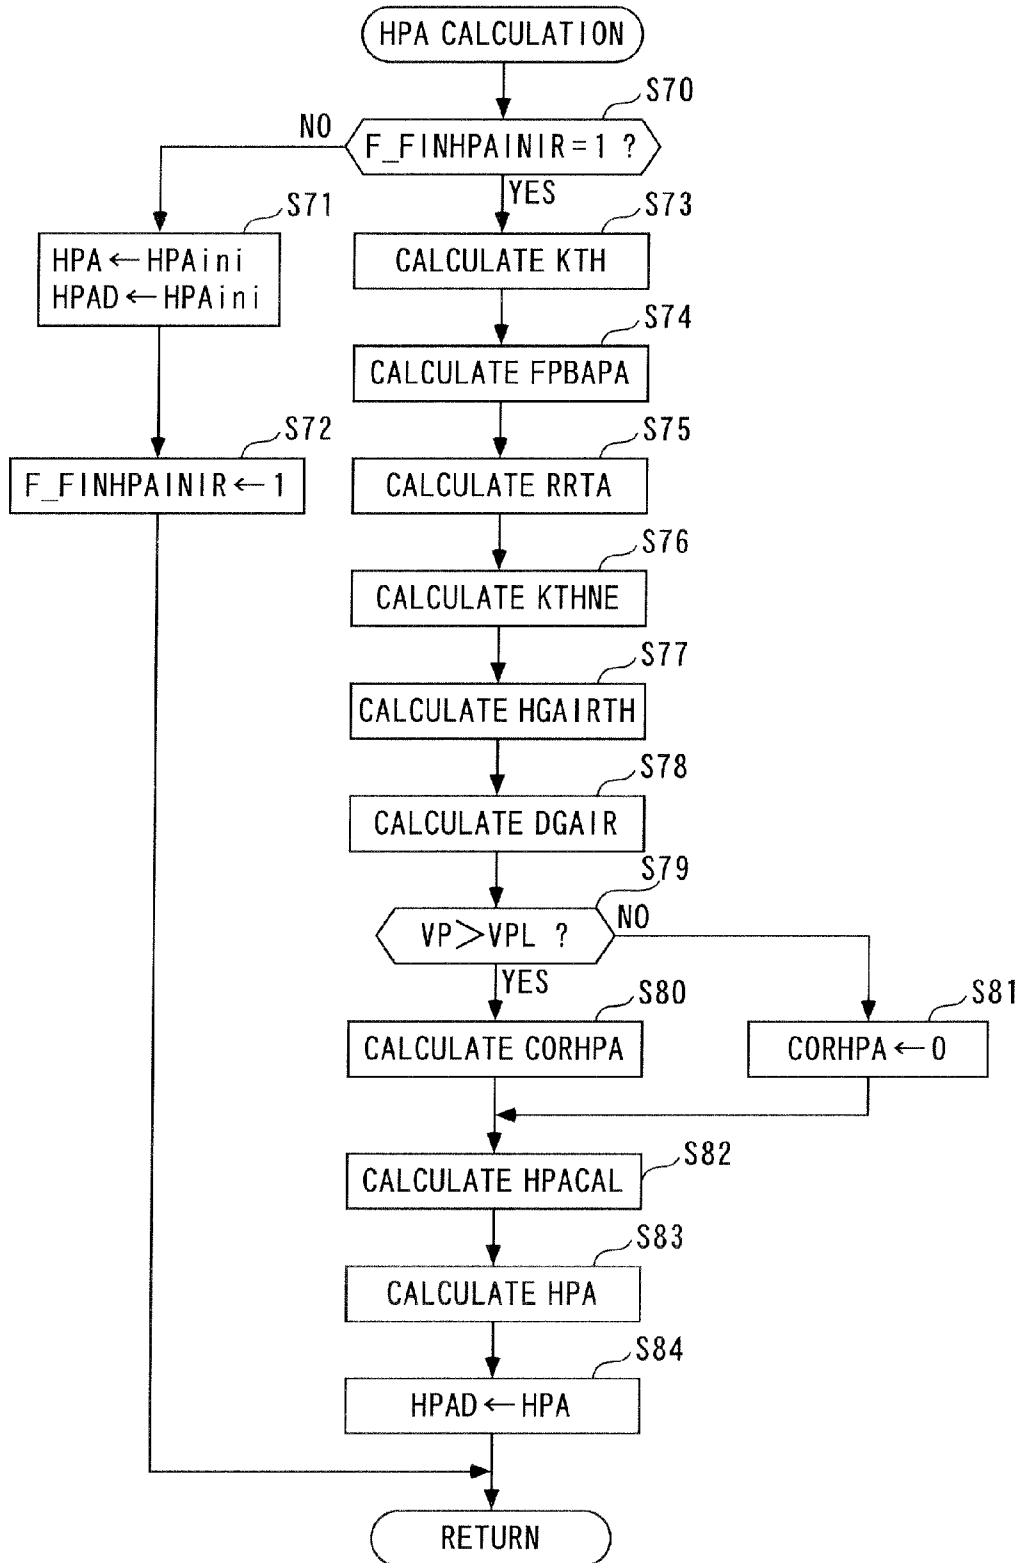 HPA CALCULATION
S70
F_FINHPAINIR=1 ?
NO
YES
S71
HPA←HPAini
HPAD←HPAini
S72
F_FINHPAINIR←1
S73
CALCULATE KTH
S74
CALCULATE FPBAPA
S75
CALCULATE RRTA
S76
CALCULATE KTHNE
S77
CALCULATE HGAIRTH
S78
CALCULATE DGAIR
S79
VP>VPL ?
NO
YES
S80
CALCULATE CORHPA
S81
CORHPA←0
S82
CALCULATE HPACAL
S83
CALCULATE HPA
S84
HPAD←HPA
RETURN